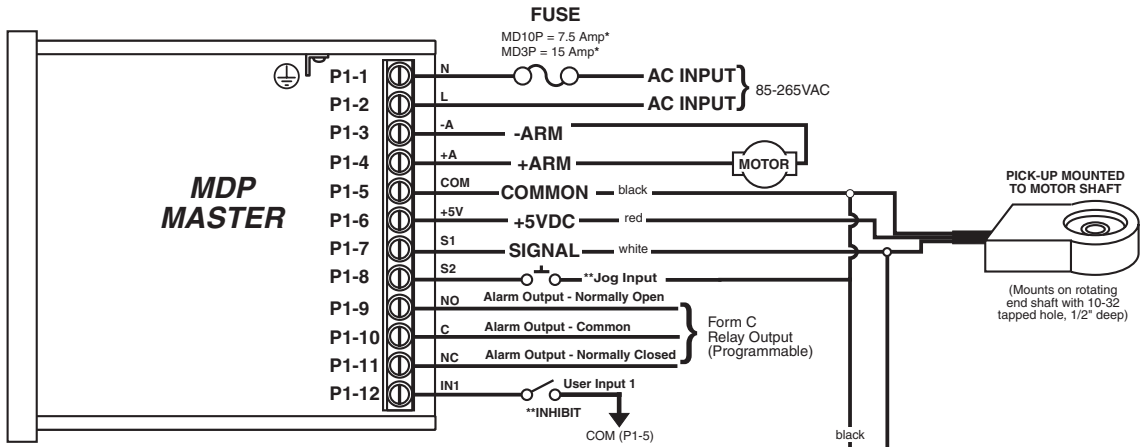 FUSE
MD10P = 7.5 Amp*
MD3P = 15 Amp*
P1-1 N AC INPUT
85-265VAC
P1-2 L AC INPUT
P1-3 -A -ARM
P1-4 +A +ARM MOTOR
MDP
MASTER
P1-5 COM COMMON black
P1-6 +5V +5VDC red
P1-7 S1 SIGNAL white
P1-8 S2 **Jog Input
P1-9 NO Alarm Output - Normally Open
P1-10 C Alarm Output - Common
P1-11 NC Alarm Output - Normally Closed
Form C
Relay Output
(Programmable)
P1-12 IN1 User Input 1
**INHIBIT
COM (P1-5)
black
PICK-UP MOUNTED
TO MOTOR SHAFT
(Mounts on rotating
end shaft with 10-32
tapped hole, 1/2" deep)